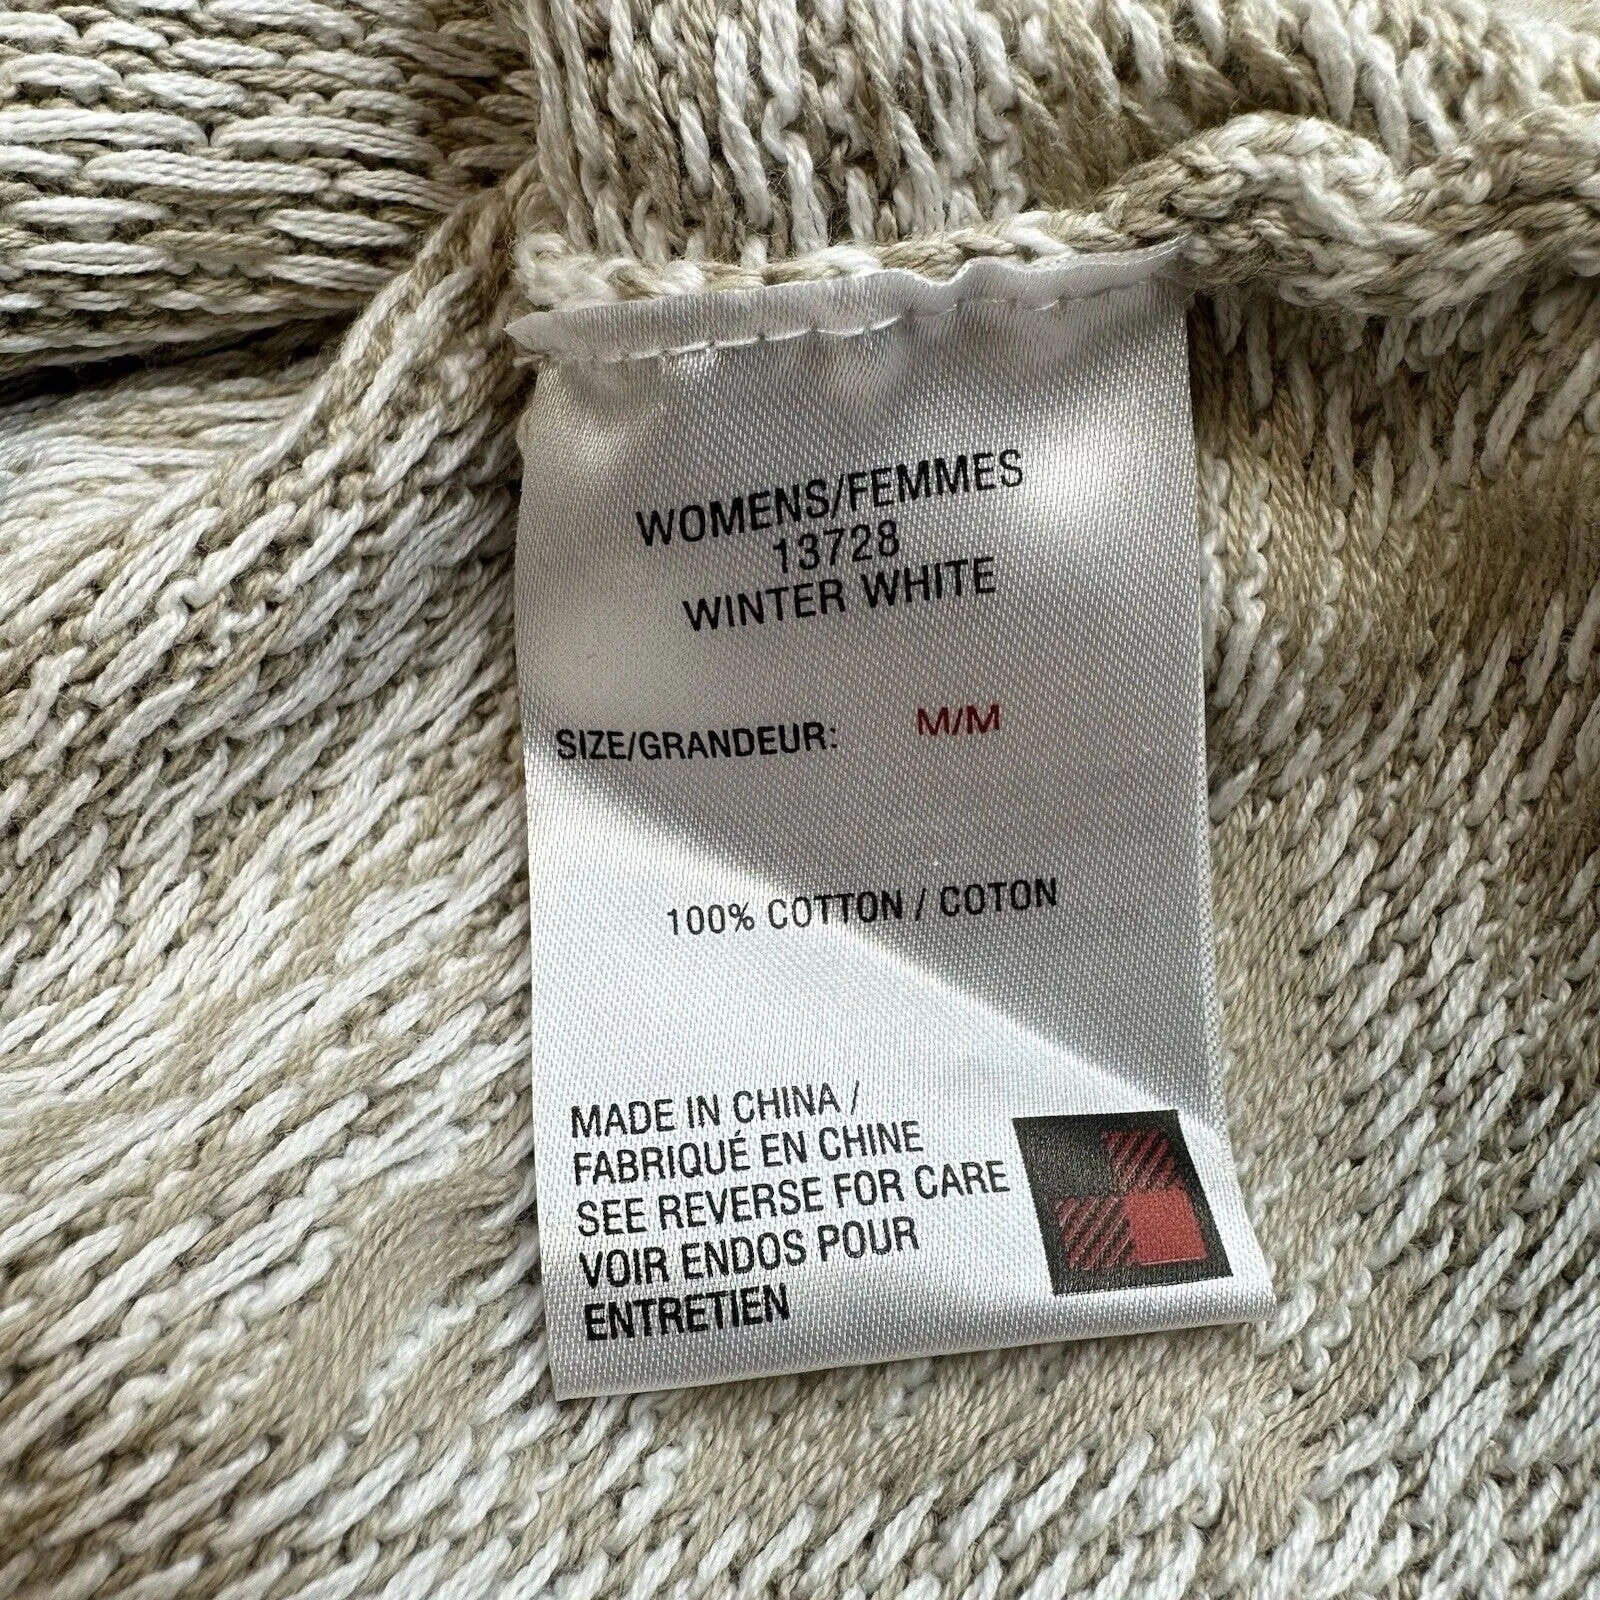 WOMENS/FEMMES
13728
WINTER WHITE
SIZE/GRANDEUR: M/M
100% COTTON / COTON
MADE IN CHINA /
FABRIQUÉ EN CHINE
SEE REVERSE FOR CARE
VOIR ENDOS POUR
ENTRETIEN